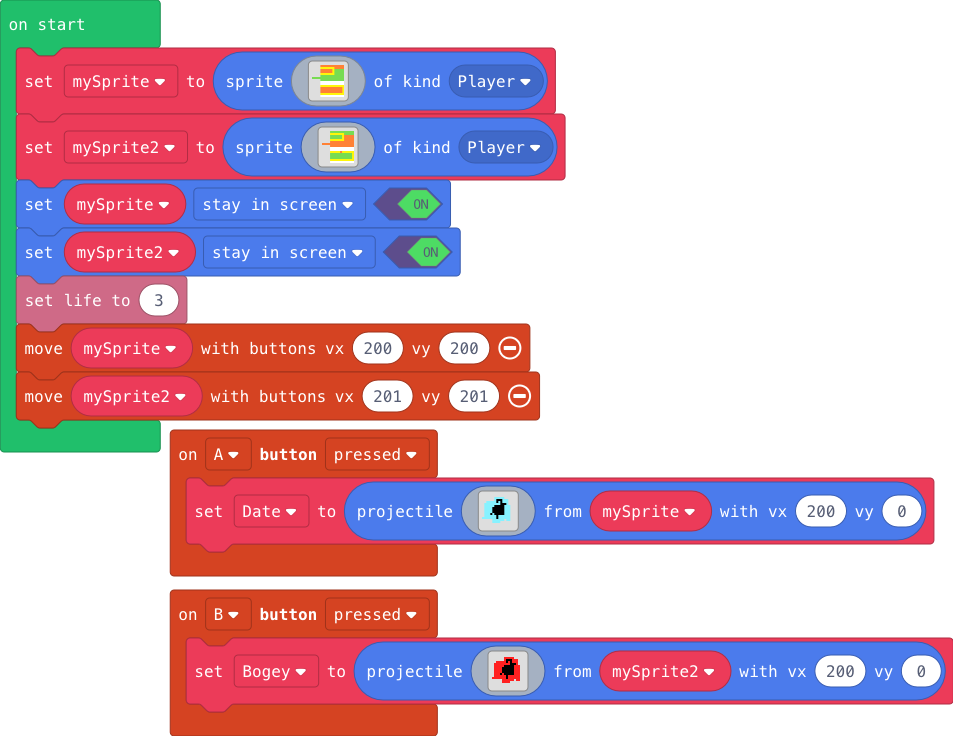 on start
set mySprite to sprite of kind Player
set mySprite2 to sprite of kind Player
set mySprite stay in screen ON
set mySprite2 stay in screen ON
set life to 3
move mySprite with buttons vx 200 vy 200
move mySprite2 with buttons vx 201 vy 201
on A button pressed
set Date to projectile from mySprite with vx 200 vy 0
on B button pressed
set Bogey to projectile from mySprite2 with vx 200 vy 0